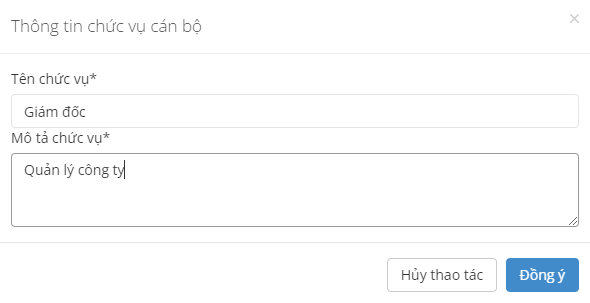 Thông tin chức vụ cán bộ
×
Tên chức vụ*
Giám đốc
Mô tả chức vụ*
Quản lý công ty
Hủy thao tác
Đồng ý